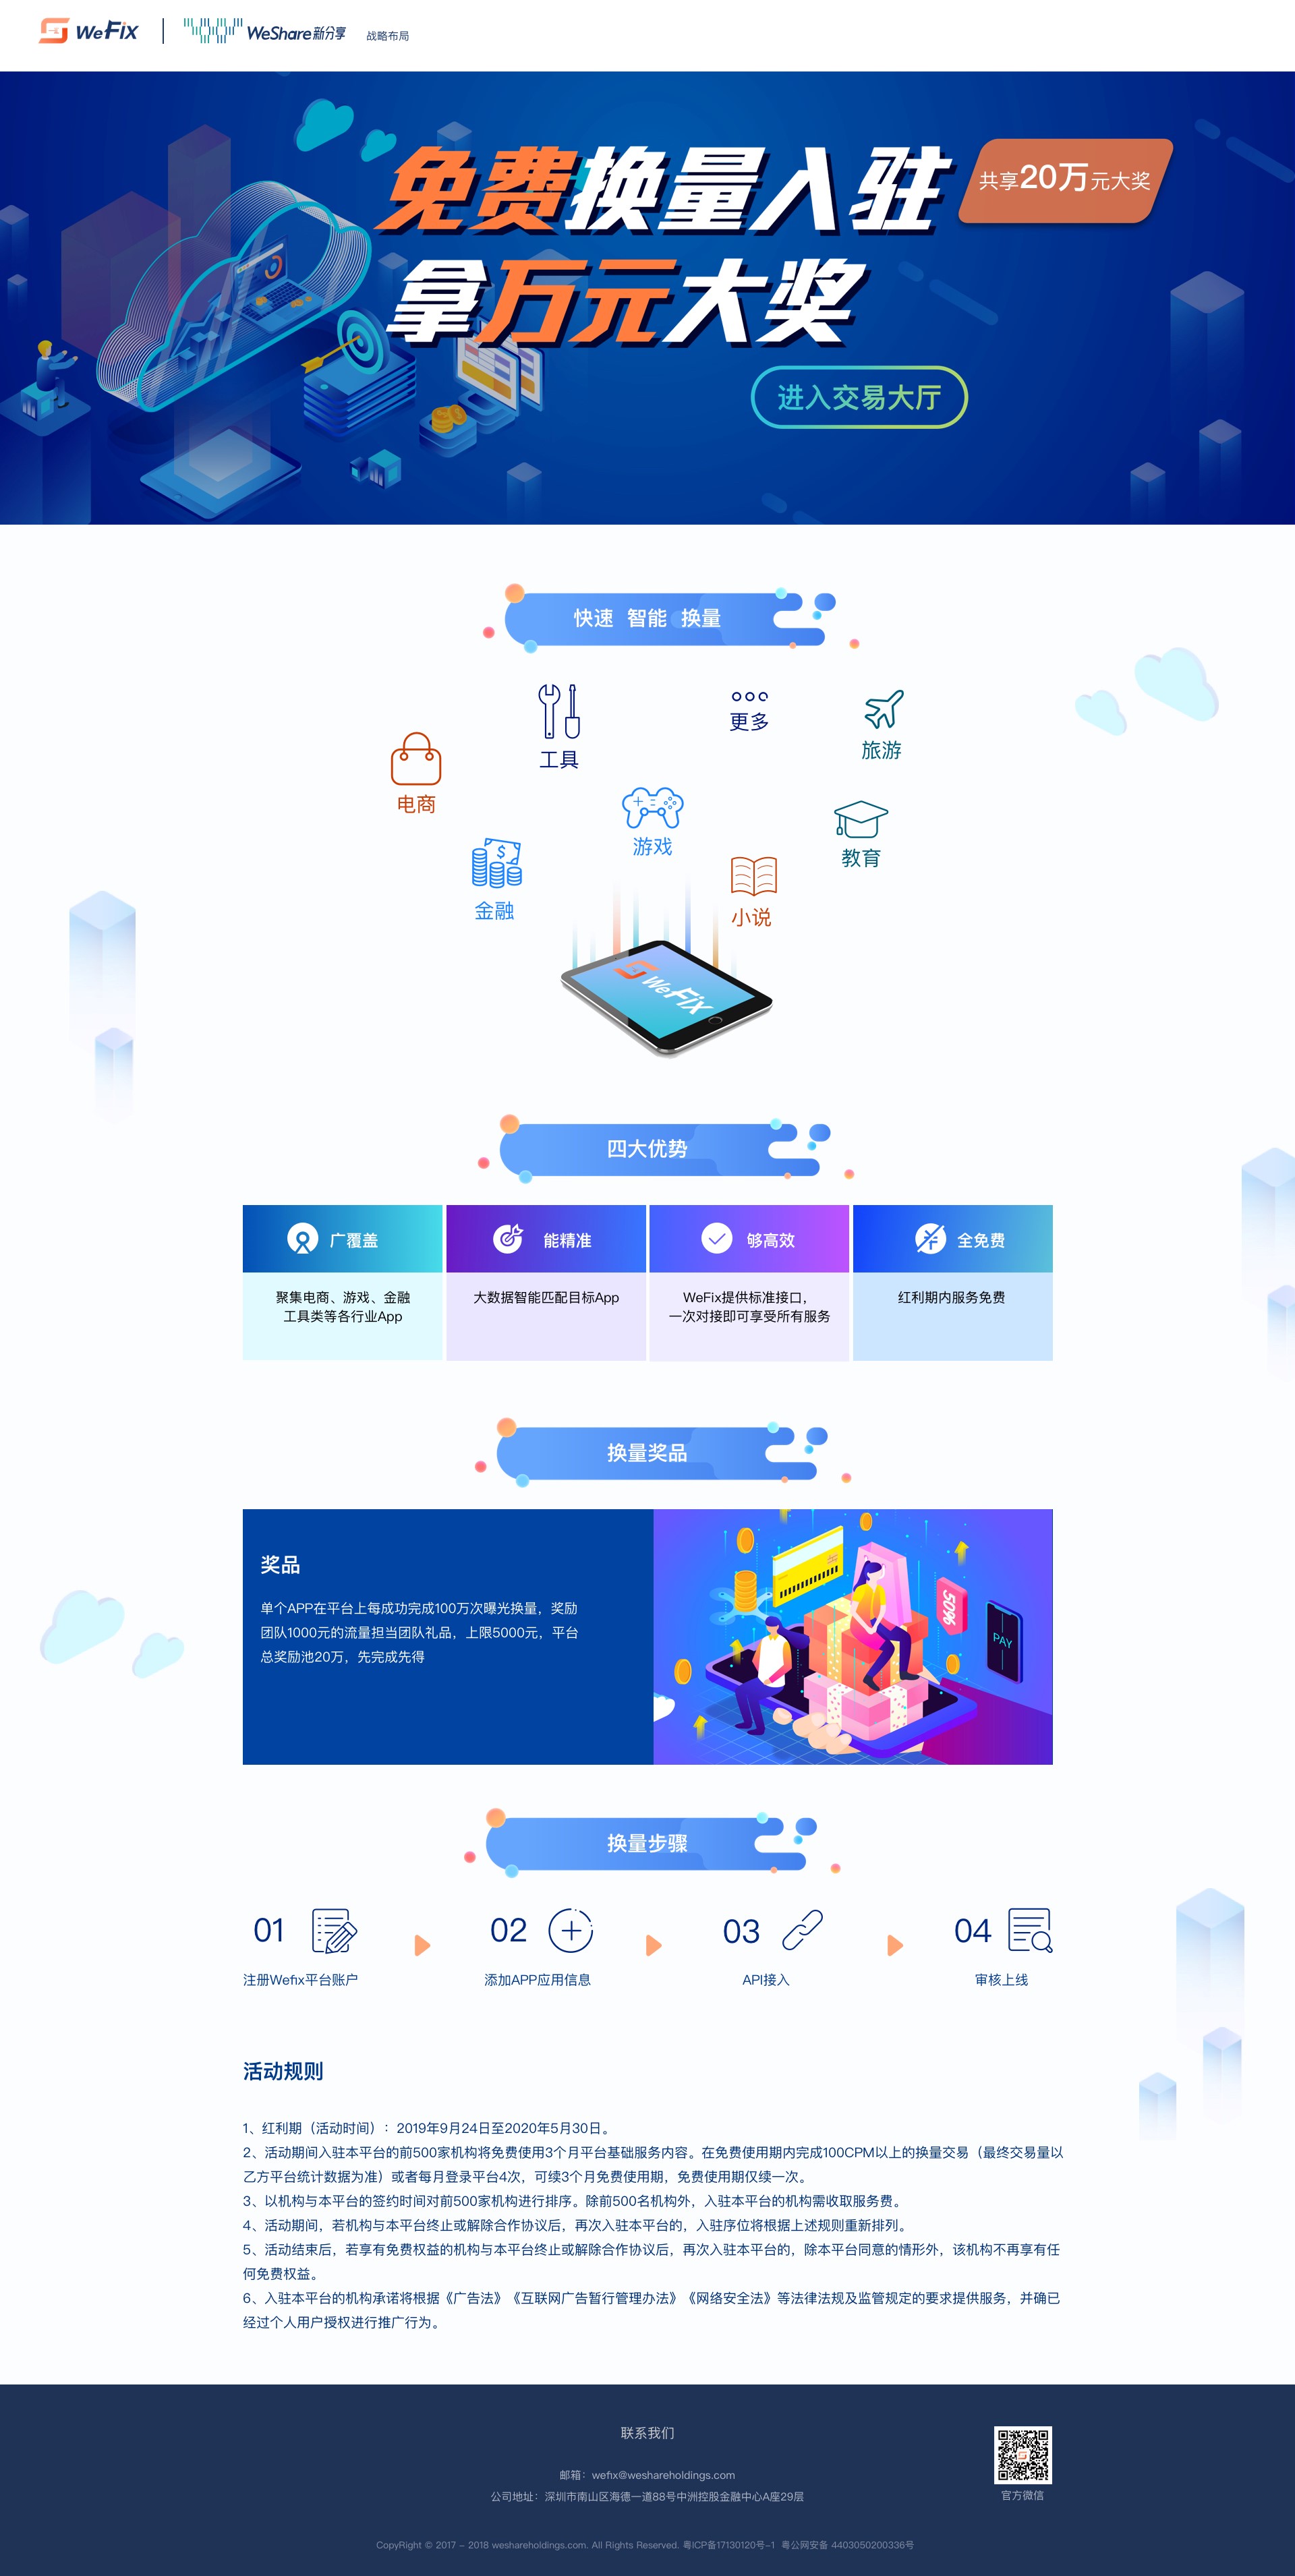 WeFix
WeShare新分享
战略布局
免费换量入驻
共享20万元大奖
拿万元大奖
进入交易大厅
快速 智能 换量
工具
更多
旅游
电商
游戏
教育
金融
小说
WeFix
四大优势
广覆盖
能精准
够高效
全免费
聚集电商、游戏、金融
工具类等各行业App
大数据智能匹配目标App
WeFix提供标准接口，
一次对接即可享受所有服务
红利期内服务免费
换量奖品
奖品
单个APP在平台上每成功完成100万次曝光换量，奖励
团队1000元的流量担当团队礼品，上限5000元，平台
总奖励池20万，先完成先得
50%
PAY
换量步骤
01
02
03
04
注册Wefix平台账户
添加APP应用信息
API接入
审核上线
活动规则
1、红利期（活动时间）：2019年9月24日至2020年5月30日。
2、活动期间入驻本平台的前500家机构将免费使用3个月平台基础服务内容。在免费使用期内完成100CPM以上的换量交易（最终交易量以
乙方平台统计数据为准）或者每月登录平台4次，可续3个月免费使用期，免费使用期仅续一次。
3、以机构与本平台的签约时间对前500家机构进行排序。除前500名机构外，入驻本平台的机构需收取服务费。
4、活动期间，若机构与本平台终止或解除合作协议后，再次入驻本平台的，入驻序位将根据上述规则重新排列。
5、活动结束后，若享有免费权益的机构与本平台终止或解除合作协议后，再次入驻本平台的，除本平台同意的情形外，该机构不再享有任
何免费权益。
6、入驻本平台的机构承诺将根据《广告法》《互联网广告暂行管理办法》《网络安全法》等法律法规及监管规定的要求提供服务，并确已
经过个人用户授权进行推广行为。
联系我们
邮箱：wefix@weshareholdings.com
公司地址：深圳市南山区海德一道88号中洲控股金融中心A座29层
官方微信
CopyRight © 2017 - 2018 weshareholdings.com. All Rights Reserved. 粤ICP备17130120号-1 粤公网安备 4403050200336号